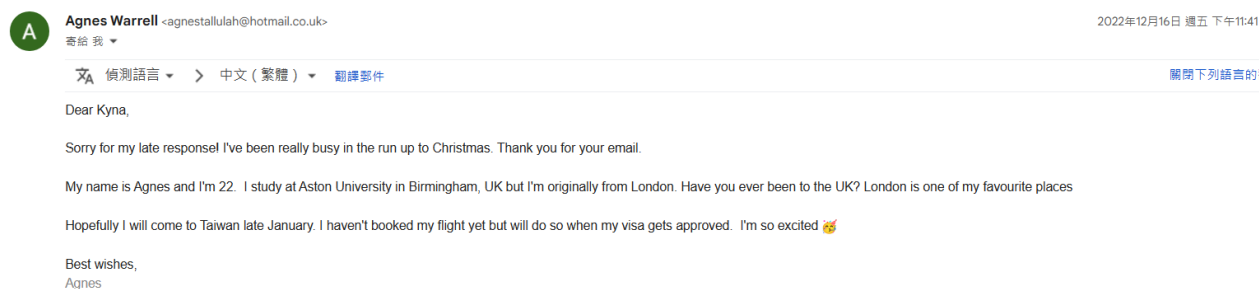 A
Agnes Warrell <agnestallulah@hotmail.co.uk>
2022年12月16日 週五 下午11:41
寄給 我
偵測語言 > 中文 ( 繁體 ) 翻譯郵件
關閉下列語言的
Dear Kyna,
Sorry for my late response! I've been really busy in the run up to Christmas. Thank you for your email.
My name is Agnes and I'm 22.  I study at Aston University in Birmingham, UK but I'm originally from London. Have you ever been to the UK? London is one of my favourite places
Hopefully I will come to Taiwan late January. I haven't booked my flight yet but will do so when my visa gets approved.  I'm so excited 🥳
Best wishes,
Agnes